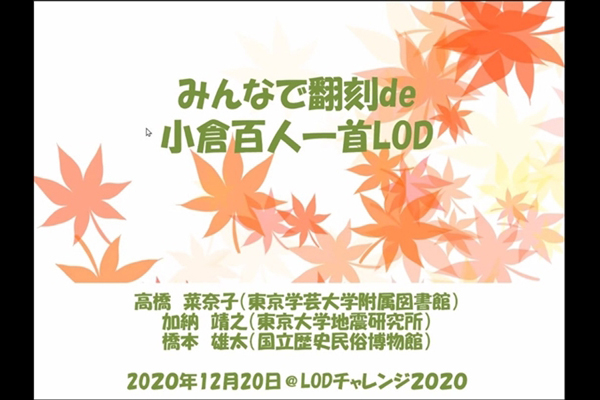 みんなで翻刻de
小倉百人一首LOD
高橋 菜奈子(東京学芸大学附属図書館)
加納 靖之(東京大学地震研究所)
橋本 雄太(国立歴史民俗博物館)
2020年12月20日@LODチャレンジ2020